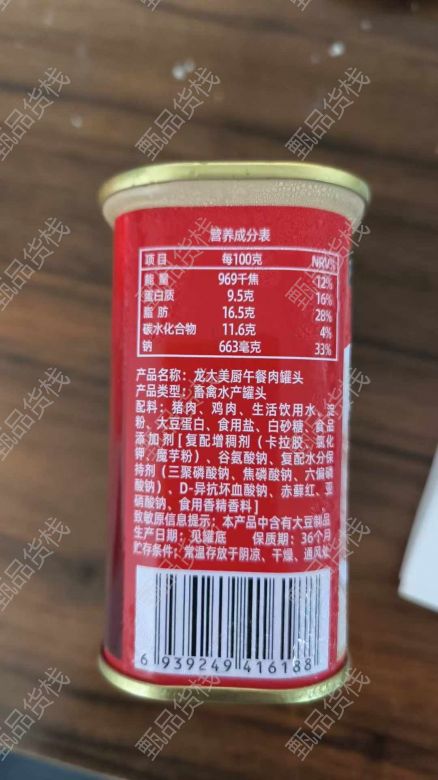 营养成分表
项目 每100克 NRV%
能量 969千焦 12%
蛋白质 9.5克 16%
脂肪 16.5克 28%
碳水化合物 11.6克 4%
钠 663毫克 33%
产品名称：龙大美厨午餐肉罐头
产品类型：畜禽水产罐头
配料：猪肉、鸡肉、生活饮用水、淀
粉、大豆蛋白、食用盐、白砂糖、食品
添加剂[复配增稠剂（卡拉胶、氯化
钾、魔芋粉）、谷氨酸钠、复配水分保
持剂（三聚磷酸钠、焦磷酸钠、六偏磷
酸钠）、D-异抗坏血酸钠、赤藓红、亚
硝酸钠、食用香精香料]
致敏原信息提示：本产品中含有大豆制品
生产日期：见罐底 保质期：36个月
贮存条件：常温存放于阴凉、干燥、通风处
6 939249 416188
甄品货栈